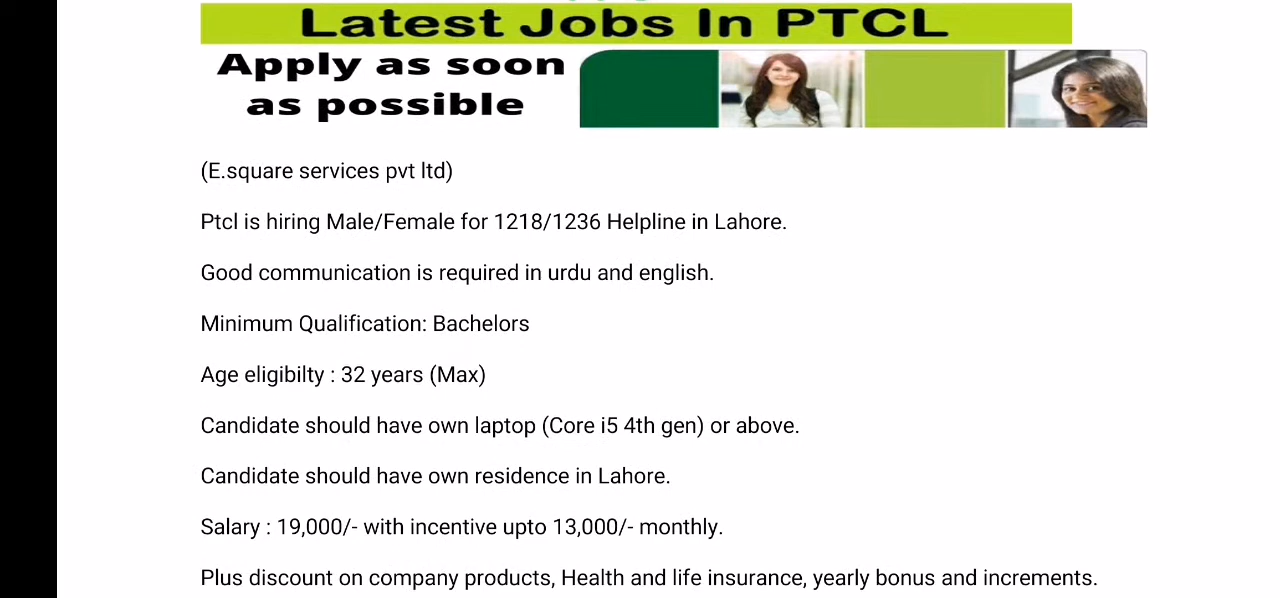 Latest Jobs In PTCL
Apply as soon
as possible
(E.square services pvt ltd)
Ptcl is hiring Male/Female for 1218/1236 Helpline in Lahore.
Good communication is required in urdu and english.
Minimum Qualification: Bachelors
Age eligibilty : 32 years (Max)
Candidate should have own laptop (Core i5 4th gen) or above.
Candidate should have own residence in Lahore.
Salary : 19,000/- with incentive upto 13,000/- monthly.
Plus discount on company products, Health and life insurance, yearly bonus and increments.